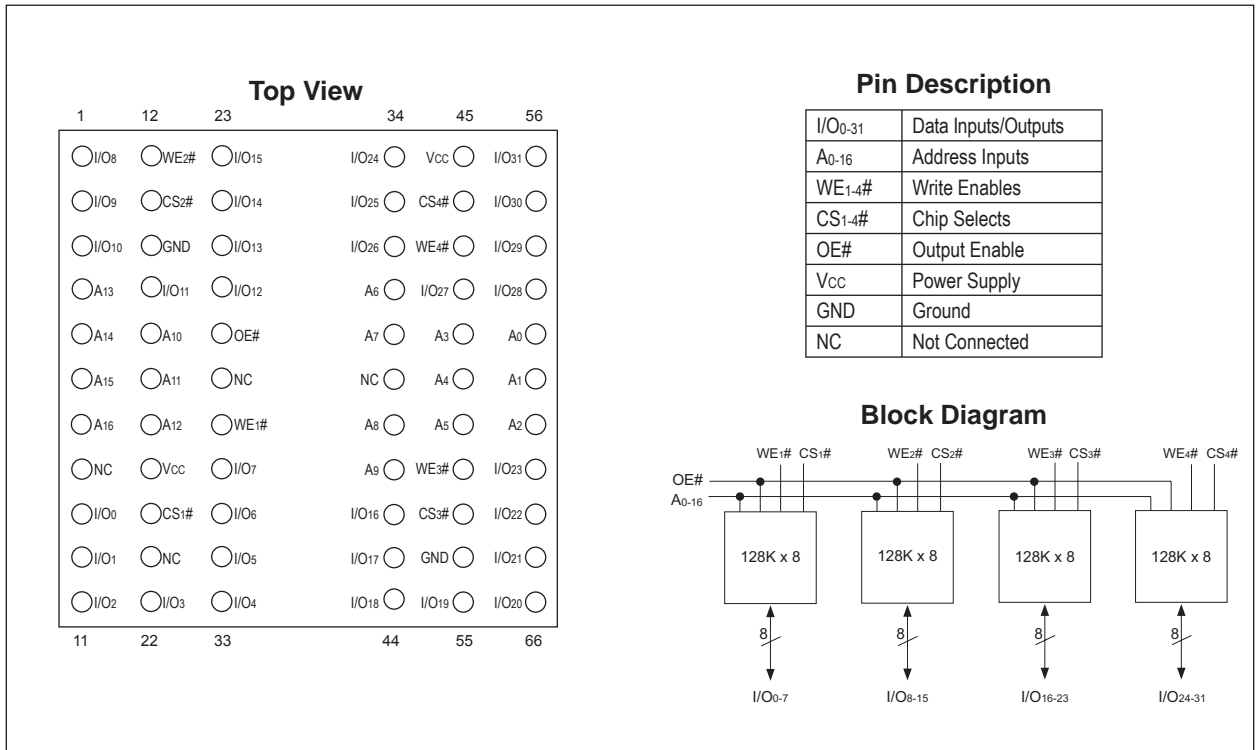 Top View
1 12 23 34 45 56
I/O8 WE2# I/O15 I/O24 VCC I/O31
I/O9 CS2# I/O14 I/O25 CS4# I/O30
I/O10 GND I/O13 I/O26 WE4# I/O29
A13 I/O11 I/O12 A6 I/O27 I/O28
A14 A10 OE# A7 A3 A0
A15 A11 NC NC A4 A1
A16 A12 WE1# A8 A5 A2
NC VCC I/O7 A9 WE3# I/O23
I/O0 CS1# I/O6 I/O16 CS3# I/O22
I/O1 NC I/O5 I/O17 GND I/O21
I/O2 I/O3 I/O4 I/O18 I/O19 I/O20
11 22 33 44 55 66
Pin Description
I/O0-31 Data Inputs/Outputs
A0-16 Address Inputs
WE1-4# Write Enables
CS1-4# Chip Selects
OE# Output Enable
VCC Power Supply
GND Ground
NC Not Connected
Block Diagram
WE1# CS1# WE2# CS2# WE3# CS3# WE4# CS4#
OE#
A0-16
128K x 8 128K x 8 128K x 8 128K x 8
8 8 8 8
I/O0-7 I/O8-15 I/O16-23 I/O24-31